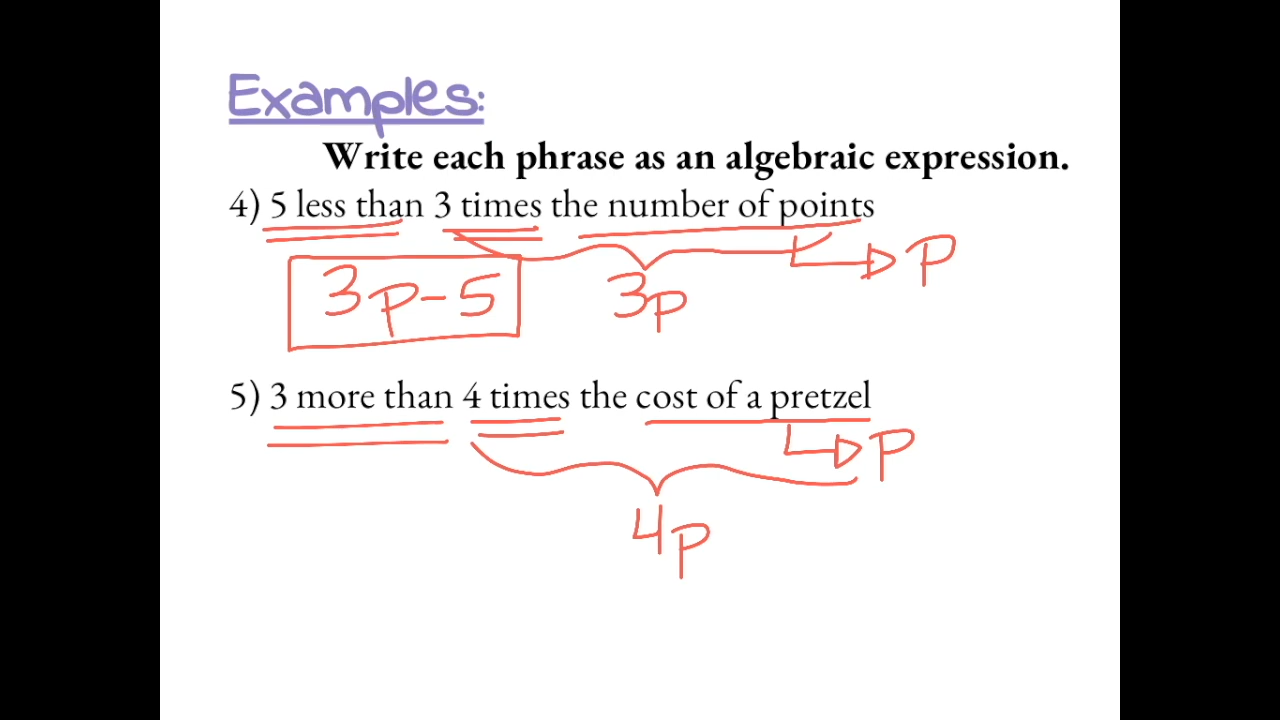 Examples:
Write each phrase as an algebraic expression.
4) 5 less than 3 times the number of points
p
3p-5
3p
5) 3 more than 4 times the cost of a pretzel
p
4p